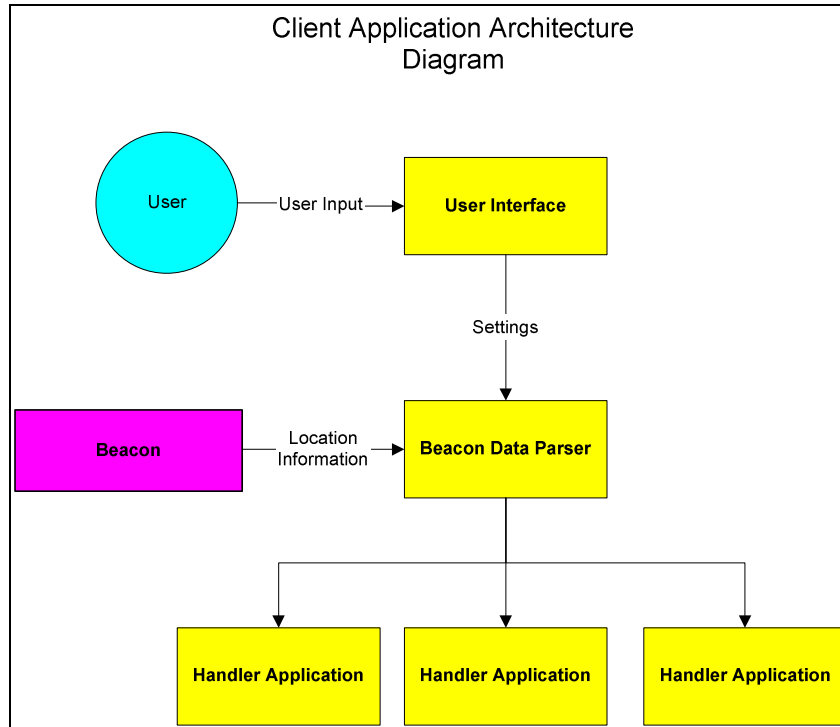 Client Application Architecture
Diagram
User
User Input
User Interface
Settings
Beacon
Location
Information
Beacon Data Parser
Handler Application
Handler Application
Handler Application